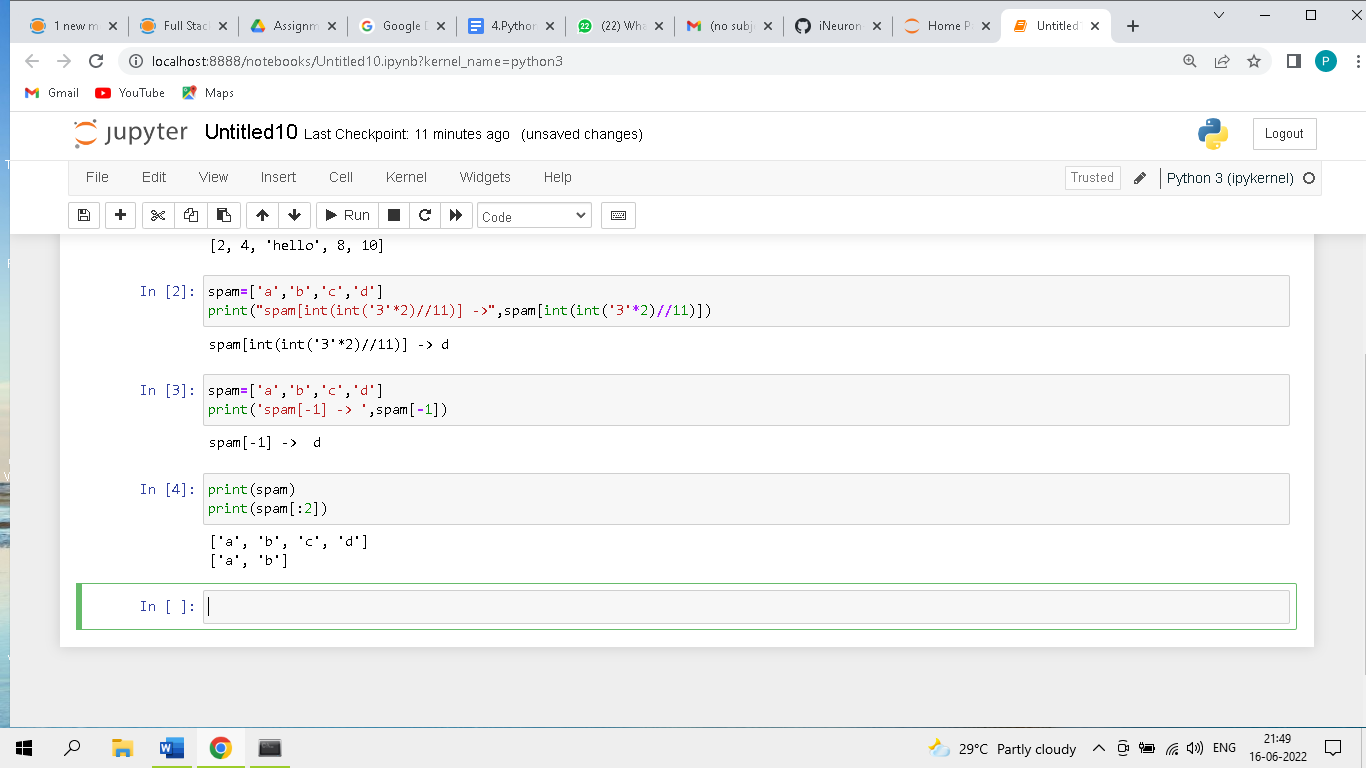 1 new m
Full Stac
Assignm
Google D
4.Python
(22) Wha
(no subj
iNeuron
Home P
Untitled
localhost:8888/notebooks/Untitled10.ipynb?kernel_name=python3
P
Gmail
YouTube
Maps
jupyter Untitled10 Last Checkpoint: 11 minutes ago (unsaved changes)
Logout
File Edit View Insert Cell Kernel Widgets Help
Trusted
Python 3 (ipykernel)
Run
Code
[2, 4, 'hello', 8, 10]
In [2]: spam=['a','b','c','d']
print("spam[int(int('3'*2)//11)] ->",spam[int(int('3'*2)//11)])
spam[int(int('3'*2)//11)] -> d
In [3]: spam=['a','b','c','d']
print('spam[-1] -> ',spam[-1])
spam[-1] ->  d
In [4]: print(spam)
print(spam[:2])
['a', 'b', 'c', 'd']
['a', 'b']
In [ ]:
29°C Partly cloudy
ENG
21:49
16-06-2022